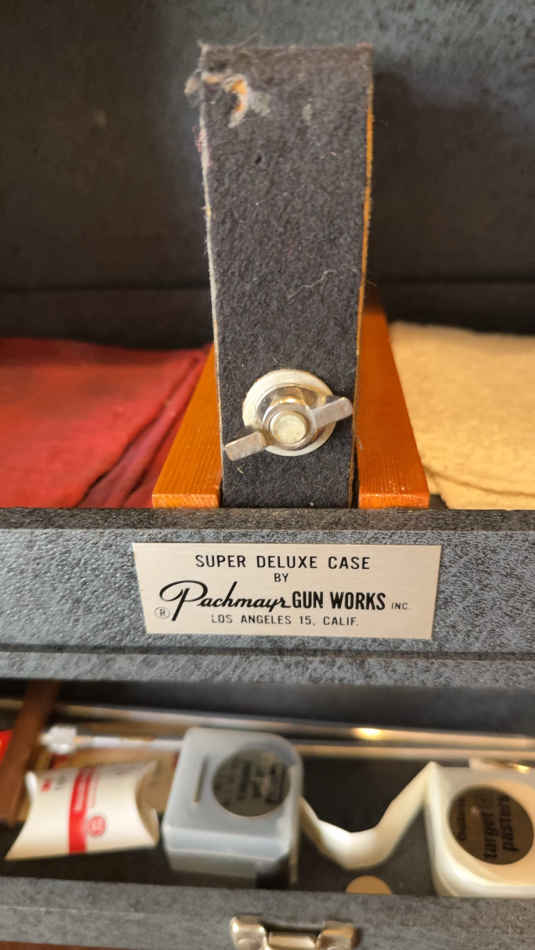 SUPER DELUXE CASE
BY
Pachmayr GUN WORKS INC.
®
LOS ANGELES 15, CALIF.
target
pasters